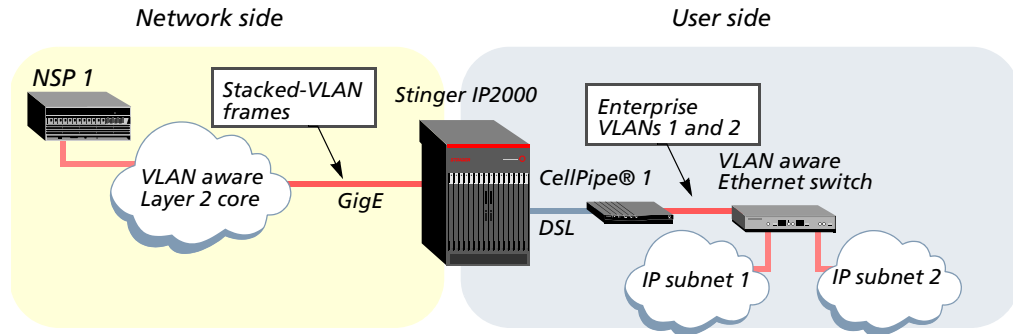 Network side
User side
NSP 1
Stacked-VLAN
frames
Stinger IP2000
Enterprise
VLANs 1 and 2
VLAN aware
Layer 2 core
GigE
CellPipe® 1
DSL
VLAN aware
Ethernet switch
IP subnet 1
IP subnet 2